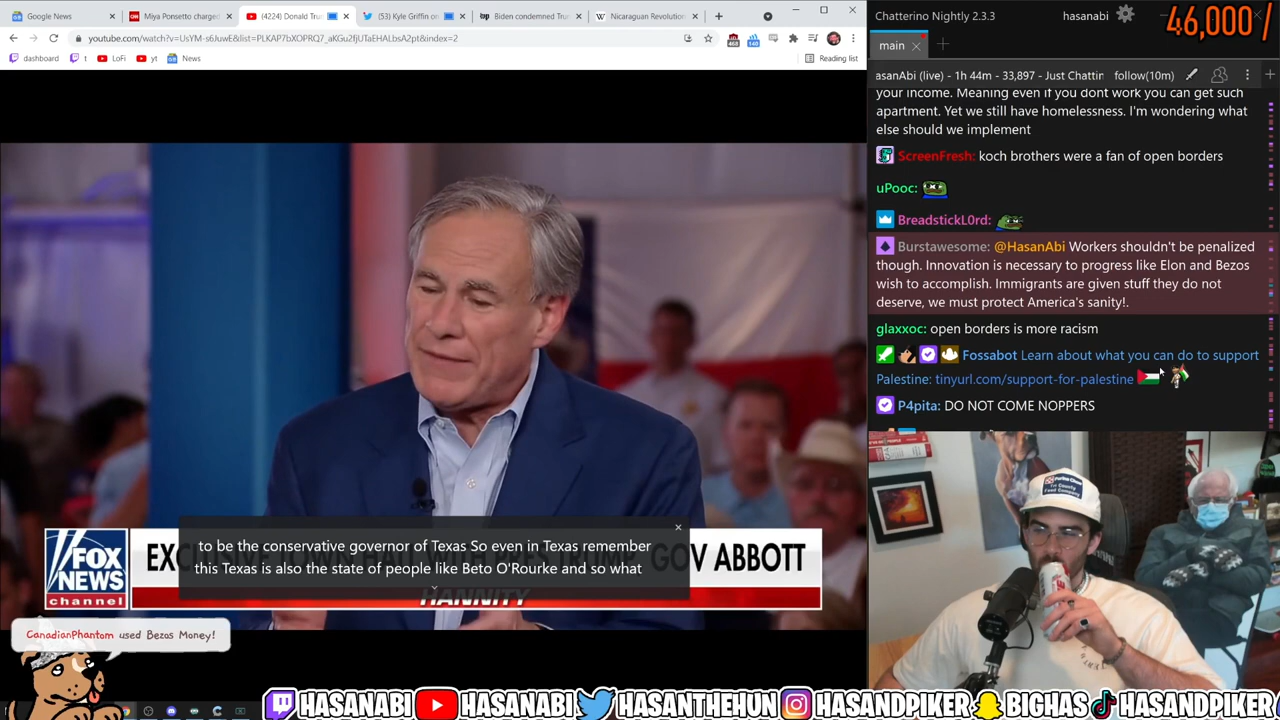 Google News
Miya Ponsetto charged
(4224) Donald Tru
(53) Kyle Griffin on
Biden condemned Trum
Nicaraguan Revolution
youtube.com/watch?v=UsYM-s6JuwE&list=PLKAP7bXOPRQ7_aKGu2fjUTaEHALbsA2pt&index=2
468
140
dashboard
t
LoFi
yt
News
Reading list
Chatterino Nightly 2.3.3
hasanabi
46,000 /
main
asanAbi (live) - 1h 44m - 33,897 - Just Chattin
follow(10m)
your income. Meaning even if you dont work you can get such
apartment. Yet we still have homelessness. I'm wondering what
else should we implement
ScreenFresh: koch brothers were a fan of open borders
uPooc:
BreadstickL0rd:
Burstawesome: @HasanAbi Workers shouldn't be penalized
though. Innovation is necessary to progress like Elon and Bezos
wish to accomplish. Immigrants are given stuff they do not
deserve, we must protect America's sanity!.
glaxxoc: open borders is more racism
Fossabot Learn about what you can do to support
Palestine: tinyurl.com/support-for-palestine
P4pita: DO NOT COME NOPPERS
FOX
NEWS
channel
EXC
GOV ABBOTT
HANNITY
to be the conservative governor of Texas So even in Texas remember
this Texas is also the state of people like Beto O'Rourke and so what
CanadianPhantom used Bezos Money!
HASANABI
HASANABI
HASANTHEHUN
HASANDPIKER
BIGHAS
HASANDPIKER